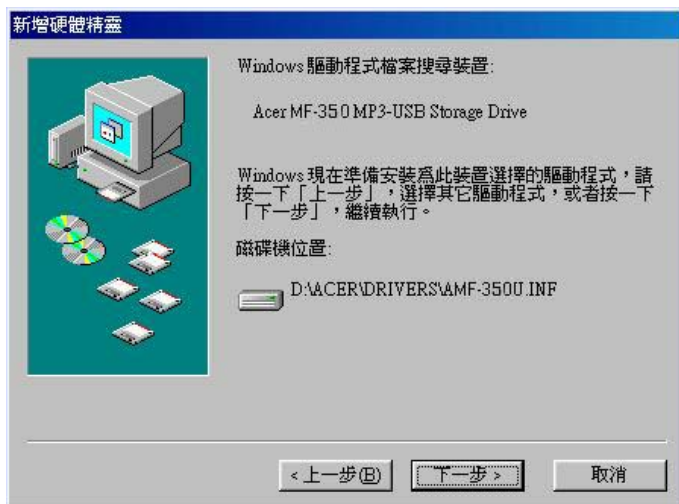 新增硬體精靈
Windows 驅動程式檔案搜尋裝置:
Acer MF-350 MP3-USB Storage Drive
Windows 現在準備安裝為此裝置選擇的驅動程式，請
按一下「上一步」，選擇其它驅動程式，或者按一下
「下一步」，繼續執行。
磁碟機位置:
D:\ACER\DRIVERS\AMF-350U.INF
< 上一步(B)
下一步 >
取消